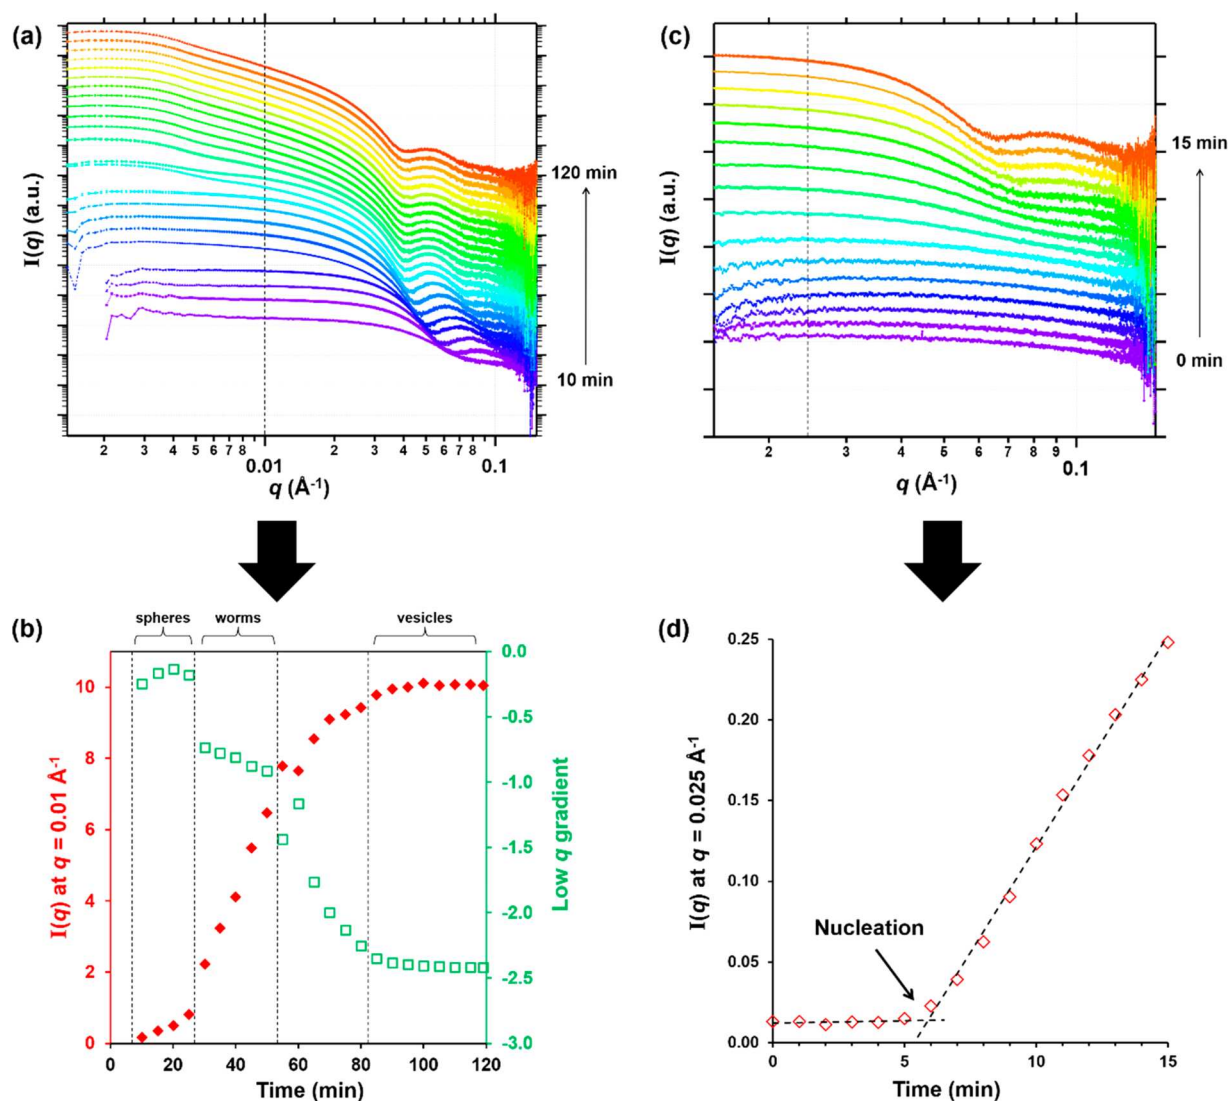 (a)
I(q) (a.u.)
120 min
10 min
2 3 4 5 6 7 8 0.01 2 3 4 5 6 7 8 0.1
q (Å-1)
(c)
I(q) (a.u.)
15 min
0 min
2 3 4 5 6 7 8 9 0.1
q (Å-1)
(b)
spheres worms vesicles
I(q) at q = 0.01 Å-1
10
8
6
4
2
0
0.0
-0.5
-1.0
-1.5
-2.0
-2.5
-3.0
Low q gradient
0 20 40 60 80 100 120
Time (min)
(d)
I(q) at q = 0.025 Å-1
0.25
0.20
0.15
0.10
0.05
0.00
Nucleation
0 5 10 15
Time (min)